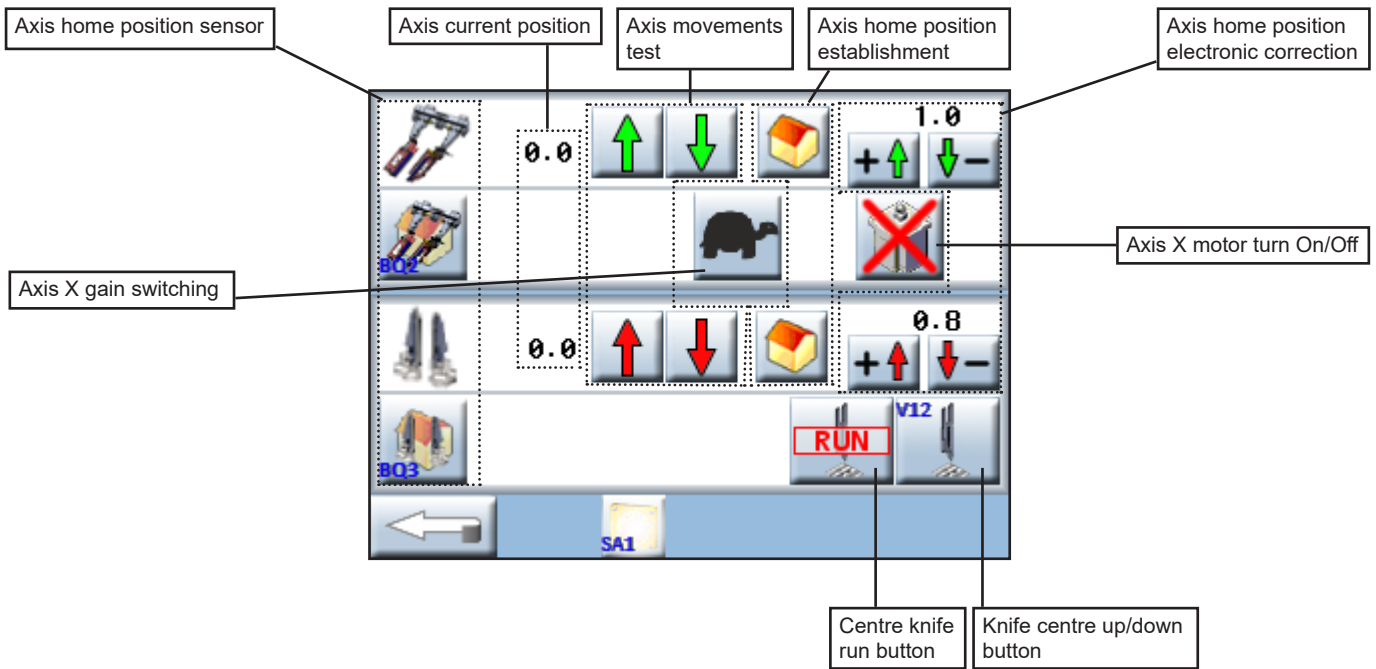 Axis home position sensor
Axis current position
Axis movements
test
Axis home position
establishment
Axis home position
electronic correction
1.0
0.0
+
−
BQ2
Axis X motor turn On/Off
Axis X gain switching
0.8
0.0
+
−
RUN
V12
BQ3
SA1
Centre knife
run button
Knife centre up/down
button